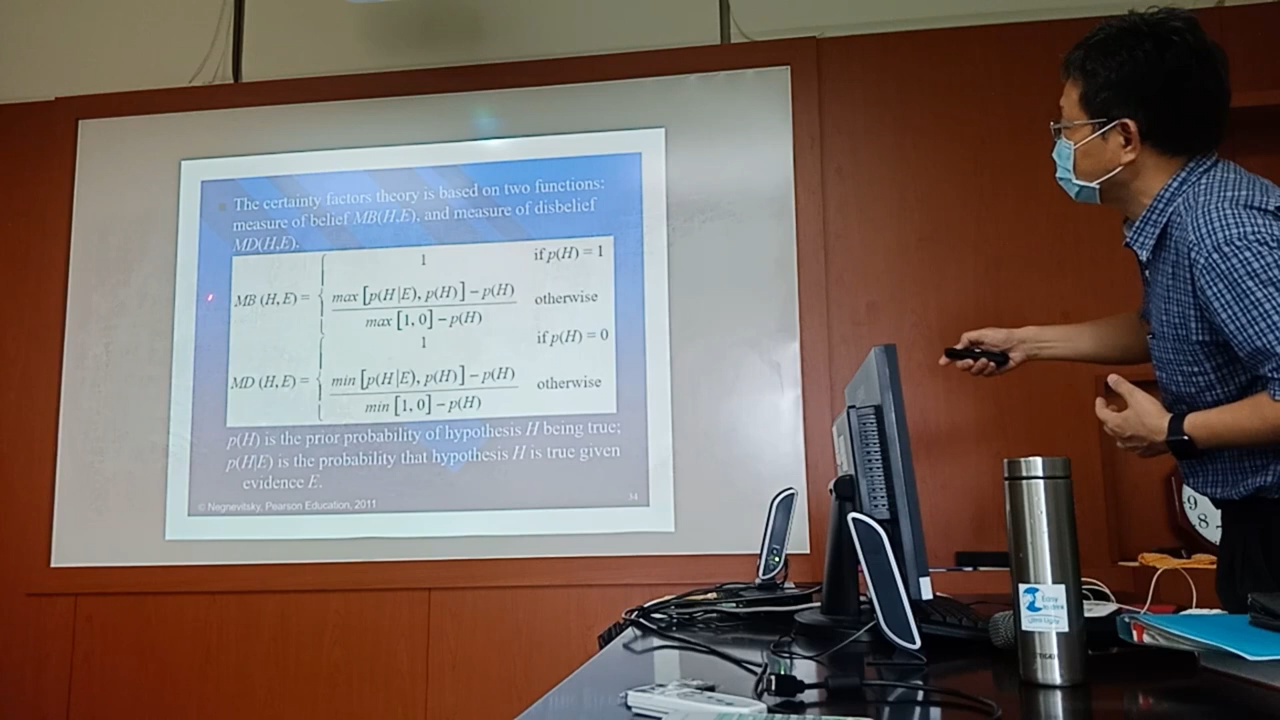 The certainty factors theory is based on two functions:
measure of belief MB(H,E), and measure of disbelief
MD(H,E).
MB (H, E) = { 1 if p(H) = 1
max [p(H|E), p(H)] – p(H) / max [1, 0] – p(H) otherwise
MD (H, E) = { 1 if p(H) = 0
min [p(H|E), p(H)] – p(H) / min [1, 0] – p(H) otherwise
p(H) is the prior probability of hypothesis H being true;
p(H|E) is the probability that hypothesis H is true given
evidence E.
© Negnevitsky, Pearson Education, 2011
34
9
8
Easy